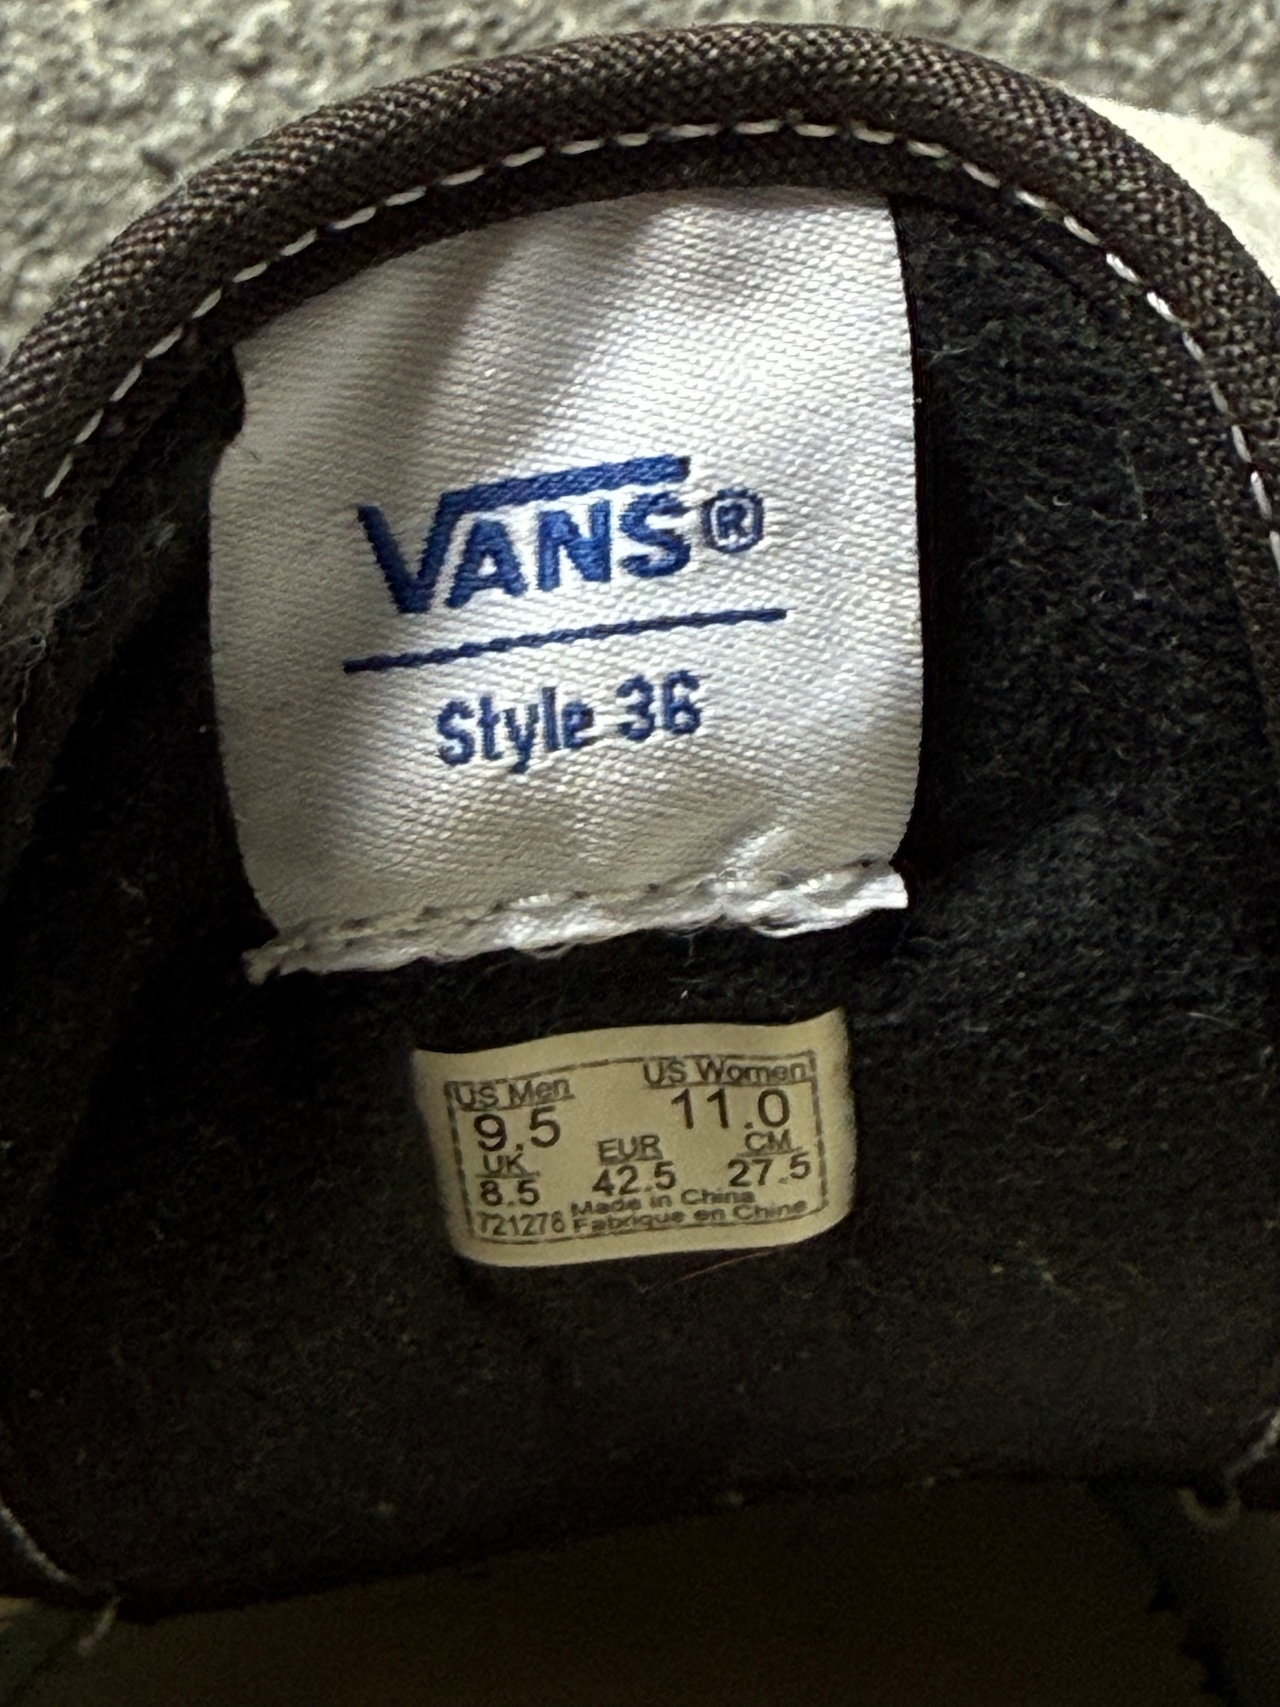 VANS®
Style 36
US Men US Women
9.5 11.0
UK EUR CM
8.5 42.5 27.5
721278 Made in China
Fabrique en Chine